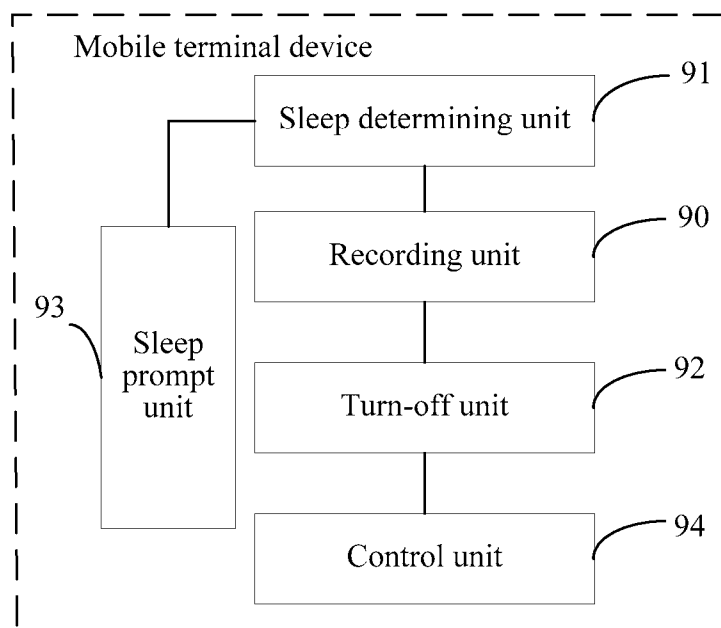 Mobile terminal device
91
Sleep determining unit
90
Recording unit
93
Sleep
prompt
unit
92
Turn-off unit
94
Control unit